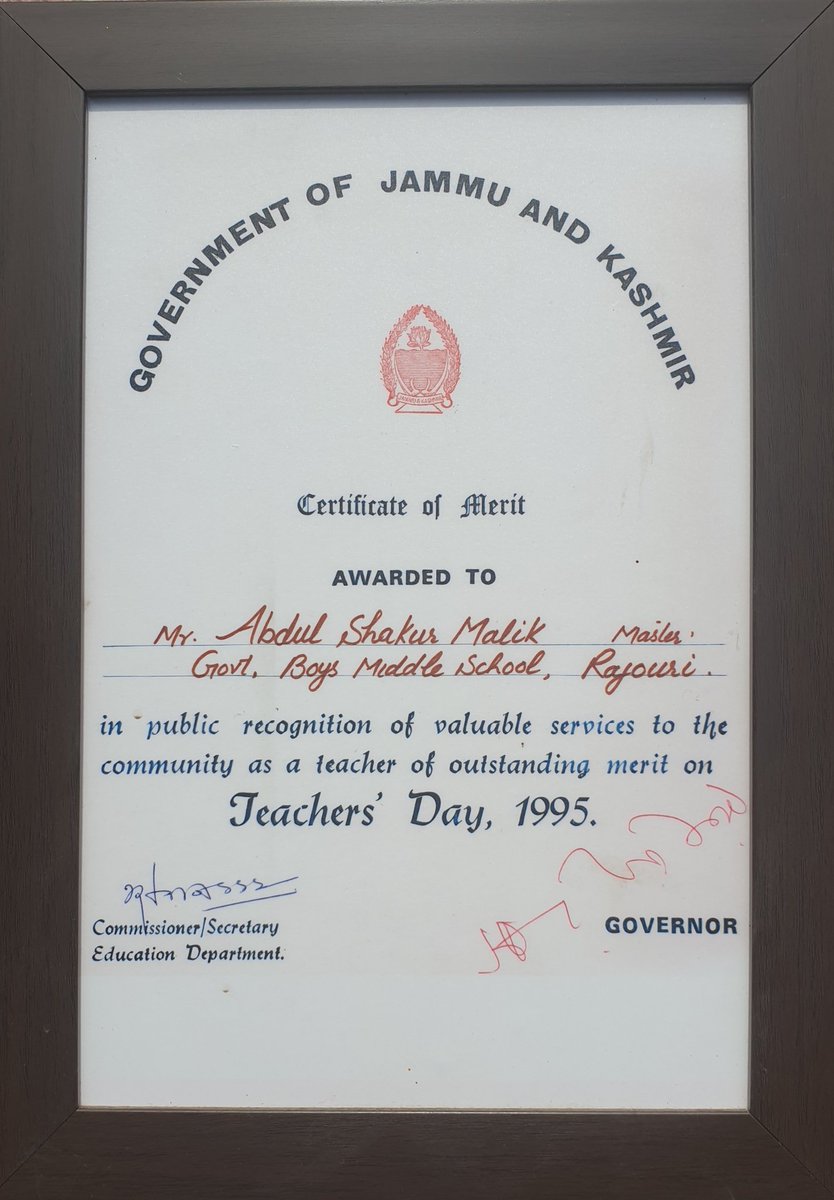 GOVERNMENT OF JAMMU AND KASHMIR
JAMMU & KASHMIR
Certificate of Merit
AWARDED TO
Mr. Abdul Shakur Malik Master.
Govt. Boys Middle School, Rajouri.
in public recognition of valuable services to the
community as a teacher of outstanding merit on
Teachers' Day, 1995.
Commissioner/Secretary
Education Department.
GOVERNOR